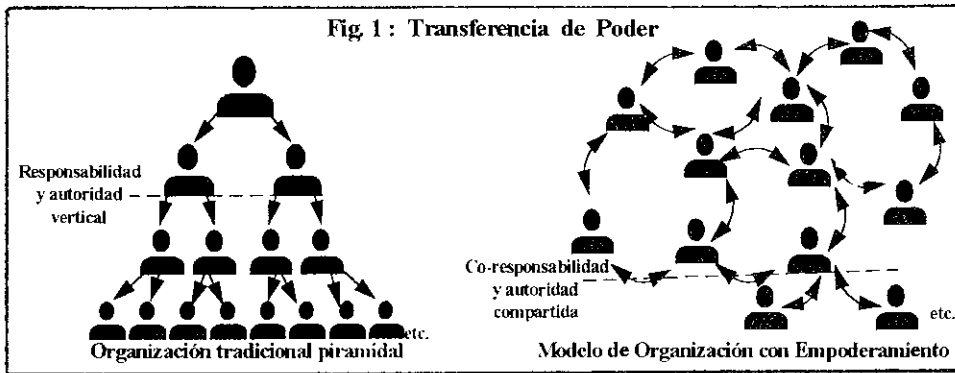 Fig. 1 : Transferencia de Poder
Responsabilidad
y autoridad
vertical
etc.
Organización tradicional piramidal
Co-responsabilidad
y autoridad
compartida
etc.
Modelo de Organización con Empoderamiento